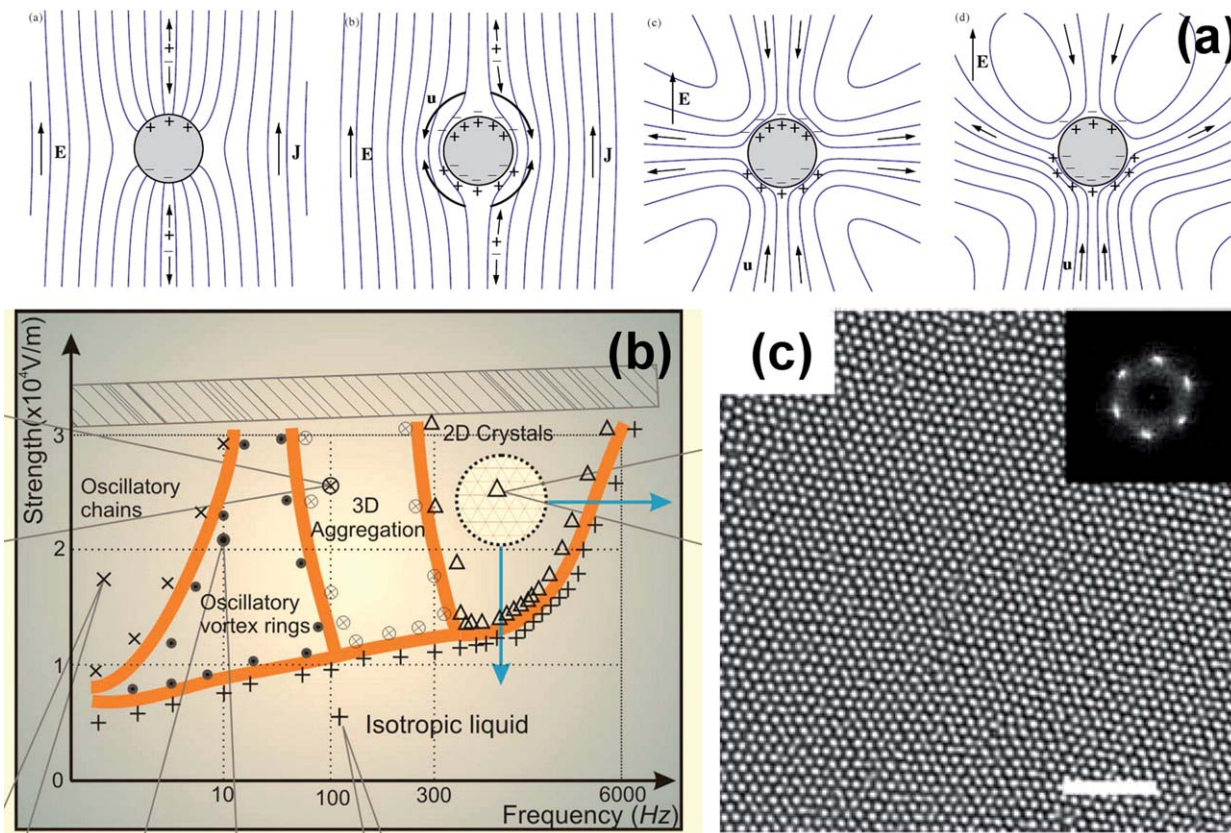 (a)
(b)
(c)
(d)
(a)
E
J
u
E
J
E
u
E
u
(b)
Strength(x10⁴V/m)
3
2
1
0
Oscillatory
chains
3D
Aggregation
2D Crystals
Oscillatory
vortex rings
Isotropic liquid
10
100
300
6000
Frequency (Hz)
(c)